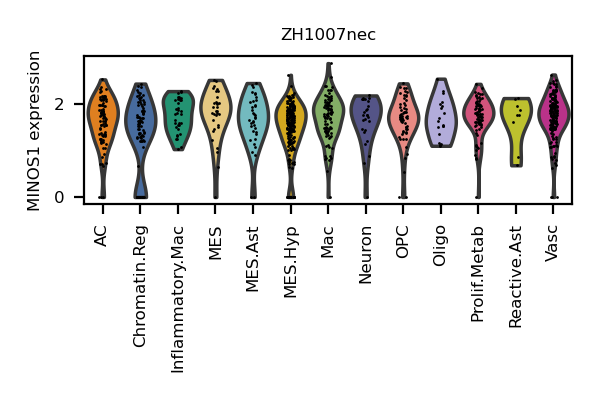 ZH1007nec
MINOS1 expression
2
0
AC
Chromatin.Reg
Inflammatory.Mac
MES
MES.Ast
MES.Hyp
Mac
Neuron
OPC
Oligo
Prolif.Metab
Reactive.Ast
Vasc